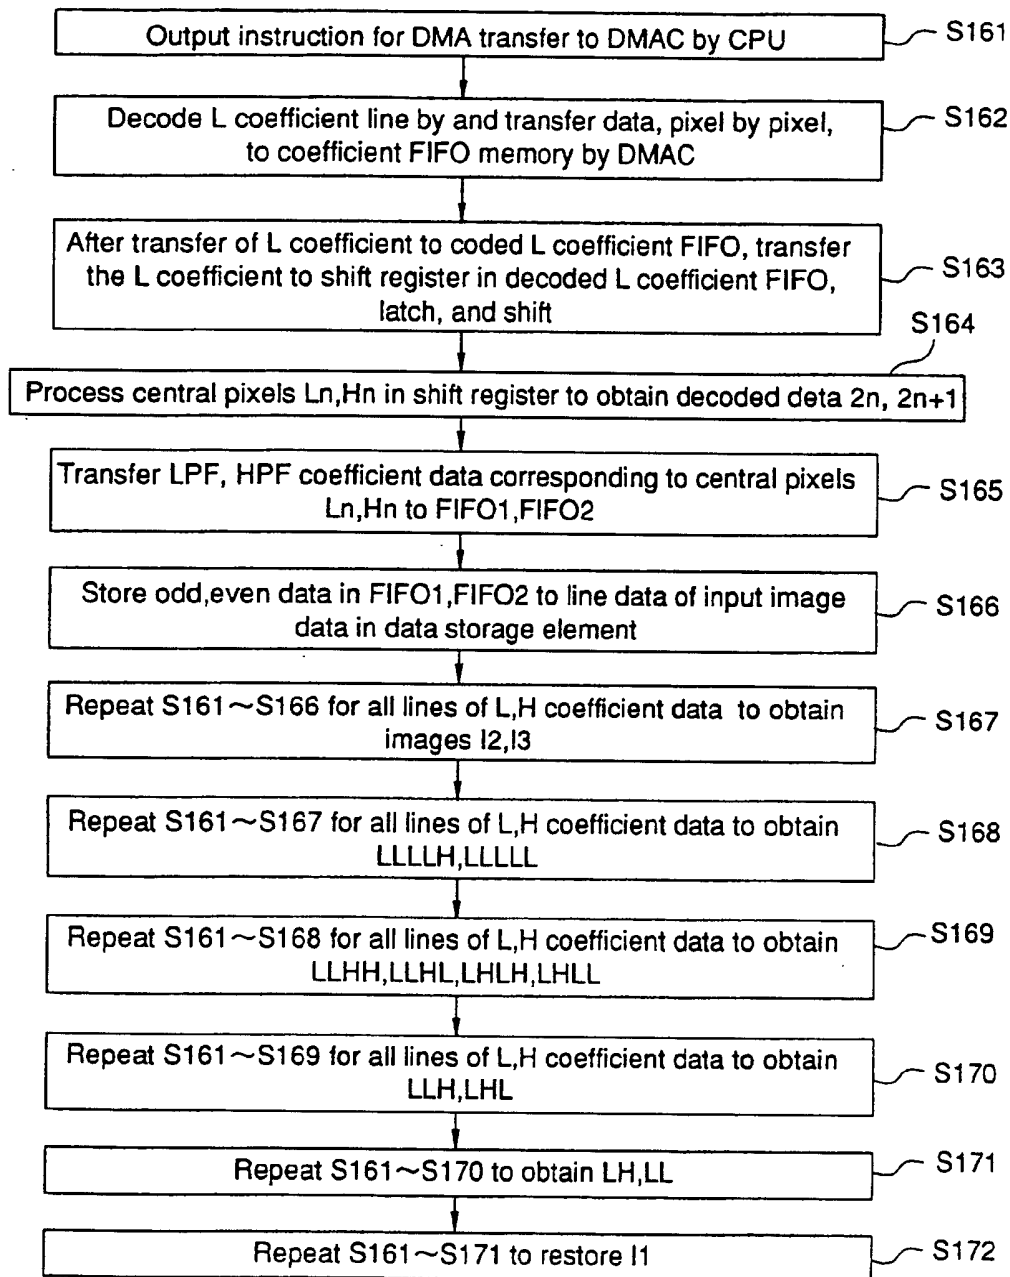 Output instruction for DMA transfer to DMAC by CPU
S161
Decode L coefficient line by and transfer data, pixel by pixel,
to coefficient FIFO memory by DMAC
S162
After transfer of L coefficient to coded L coefficient FIFO, transfer
the L coefficient to shift register in decoded L coefficient FIFO,
latch, and shift
S163
S164
Process central pixels Ln,Hn in shift register to obtain decoded deta 2n, 2n+1
Transfer LPF, HPF coefficient data corresponding to central pixels
Ln,Hn to FIFO1,FIFO2
S165
Store odd,even data in FIFO1,FIFO2 to line data of input image
data in data storage element
S166
Repeat S161~S166 for all lines of L,H coefficient data to obtain
images I2,I3
S167
Repeat S161~S167 for all lines of L,H coefficient data to obtain
LLLLH,LLLLL
S168
Repeat S161~S168 for all lines of L,H coefficient data to obtain
LLHH,LLHL,LHLH,LHLL
S169
Repeat S161~S169 for all lines of L,H coefficient data to obtain
LLH,LHL
S170
Repeat S161~S170 to obtain LH,LL
S171
Repeat S161~S171 to restore I1
S172